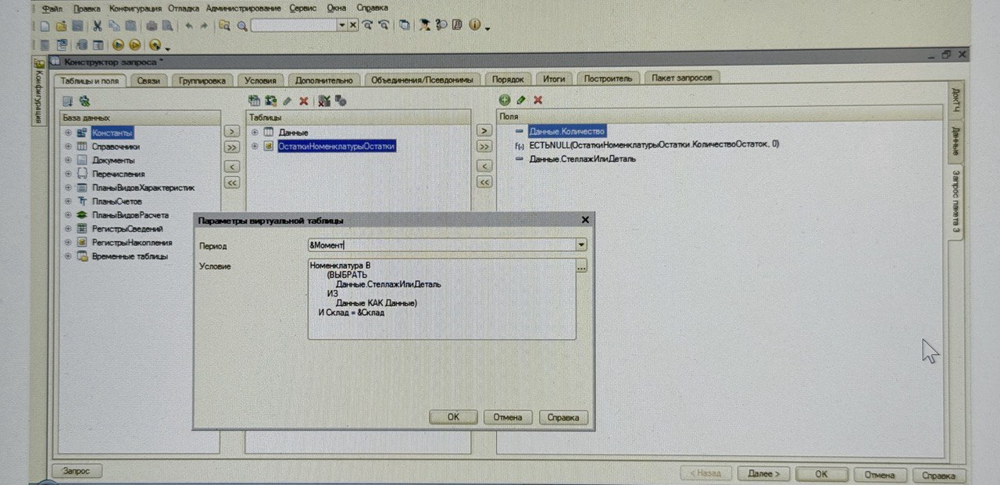 Файл Правка Конфигурация Отладка Администрирование Сервис Окна Справка
Конфигурация
Конструктор запроса *
Таблицы и поля Связи Группировка Условия Дополнительно Объединения/Псевдонимы Порядок Итоги Построитель Пакет запросов
База данных
Константы
Справочники
Документы
Перечисления
ПланыВидовХарактеристик
ПланыСчетов
ПланыВидовРасчета
РегистрыСведений
РегистрыНакопления
Временные таблицы
>
>>
<
<<
Таблицы
Данные
ОстаткиНоменклатурыОстатки
>
>>
<
<<
Поля
Данные.Количество
ЕСТЬNULL(ОстаткиНоменклатурыОстатки.КоличествоОстаток, 0)
Данные.СтеллажИлиДеталь
ДокТЧ
Данные
Запрос пакета 3
Параметры виртуальной таблицы
Период
&Момент
Условие
Номенклатура В
(ВЫБРАТЬ
Данные.СтеллажИлиДеталь
ИЗ
Данные КАК Данные)
И Склад = &Склад
...
ОК Отмена Справка
Запрос
< Назад Далее > ОК Отмена Справка